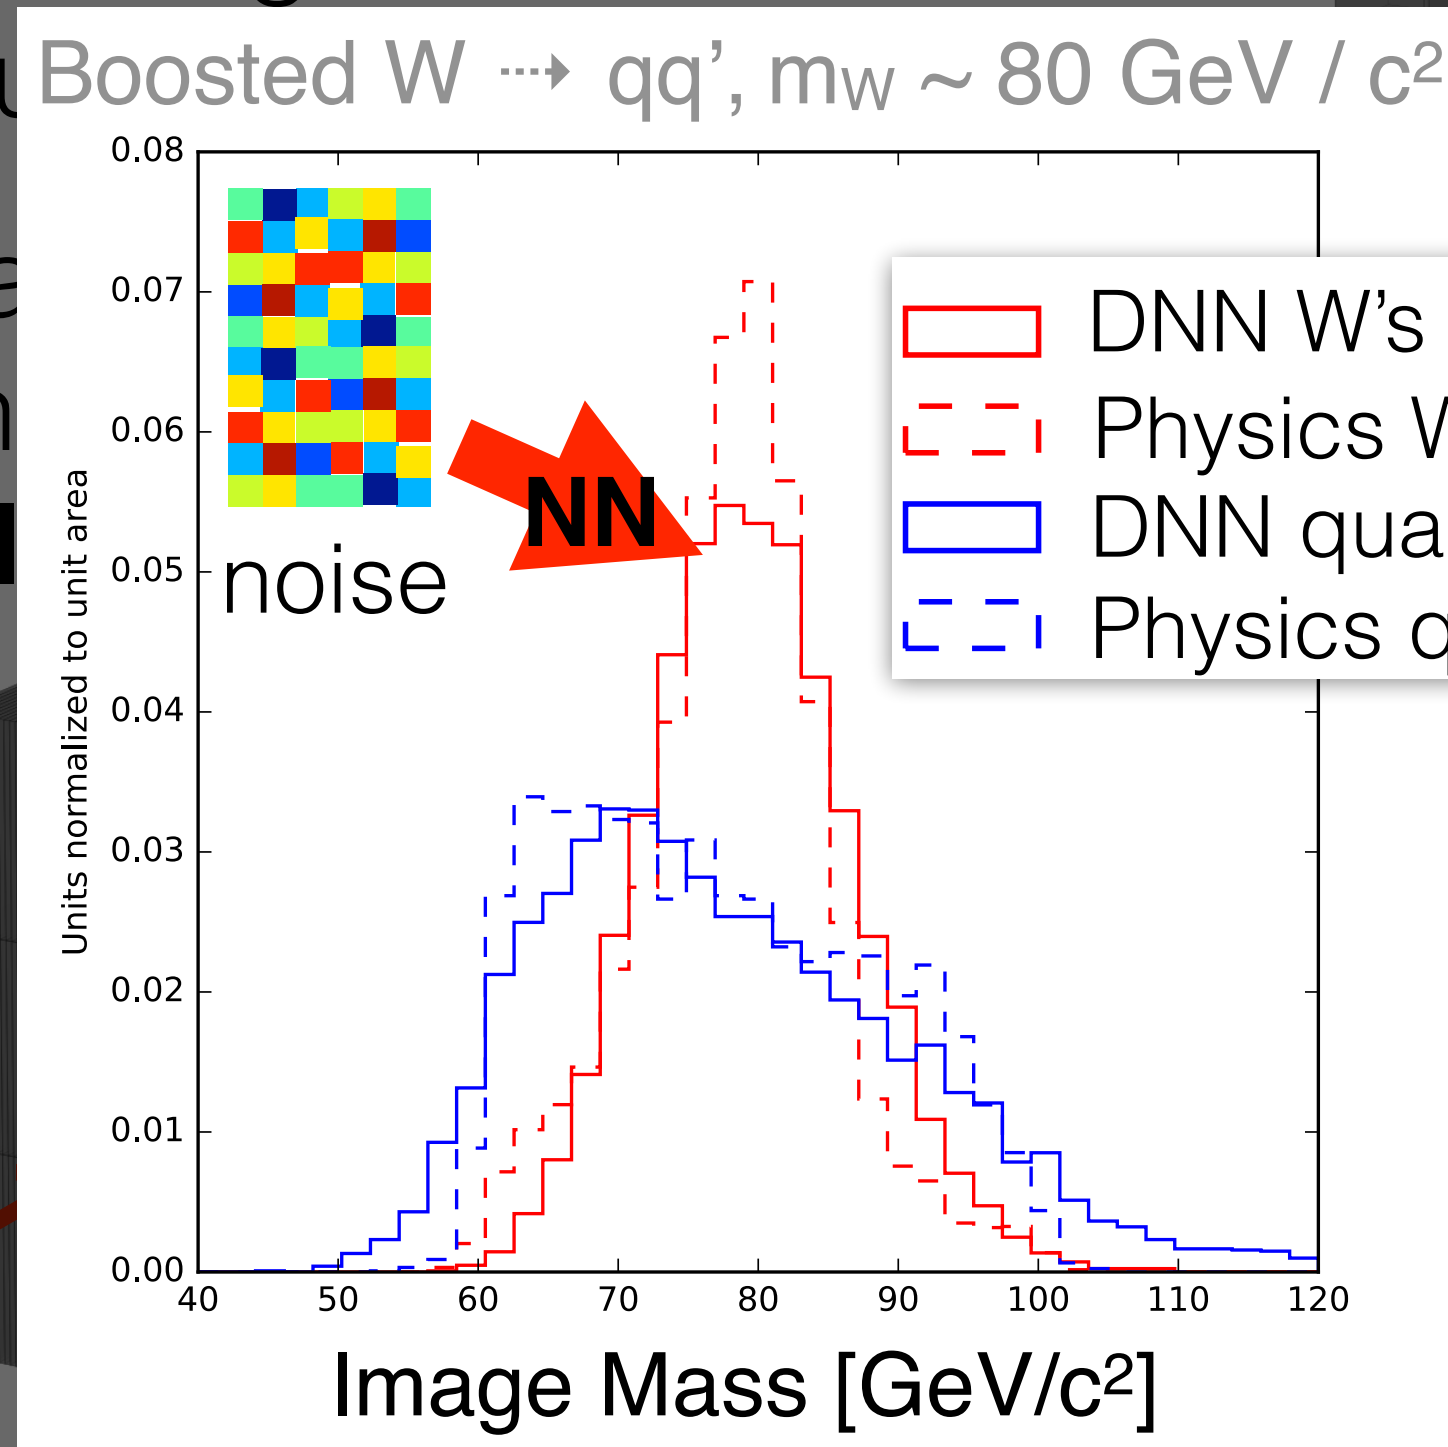 Boosted W ⇢ qq’, mW ~ 80 GeV / c²
0.08
0.07
0.06
0.05
0.04
0.03
0.02
0.01
0.00
Units normalized to unit area
noise
NN
DNN W’s
Physics W
DNN qua
Physics q
40 50 60 70 80 90 100 110 120
Image Mass [GeV/c²]